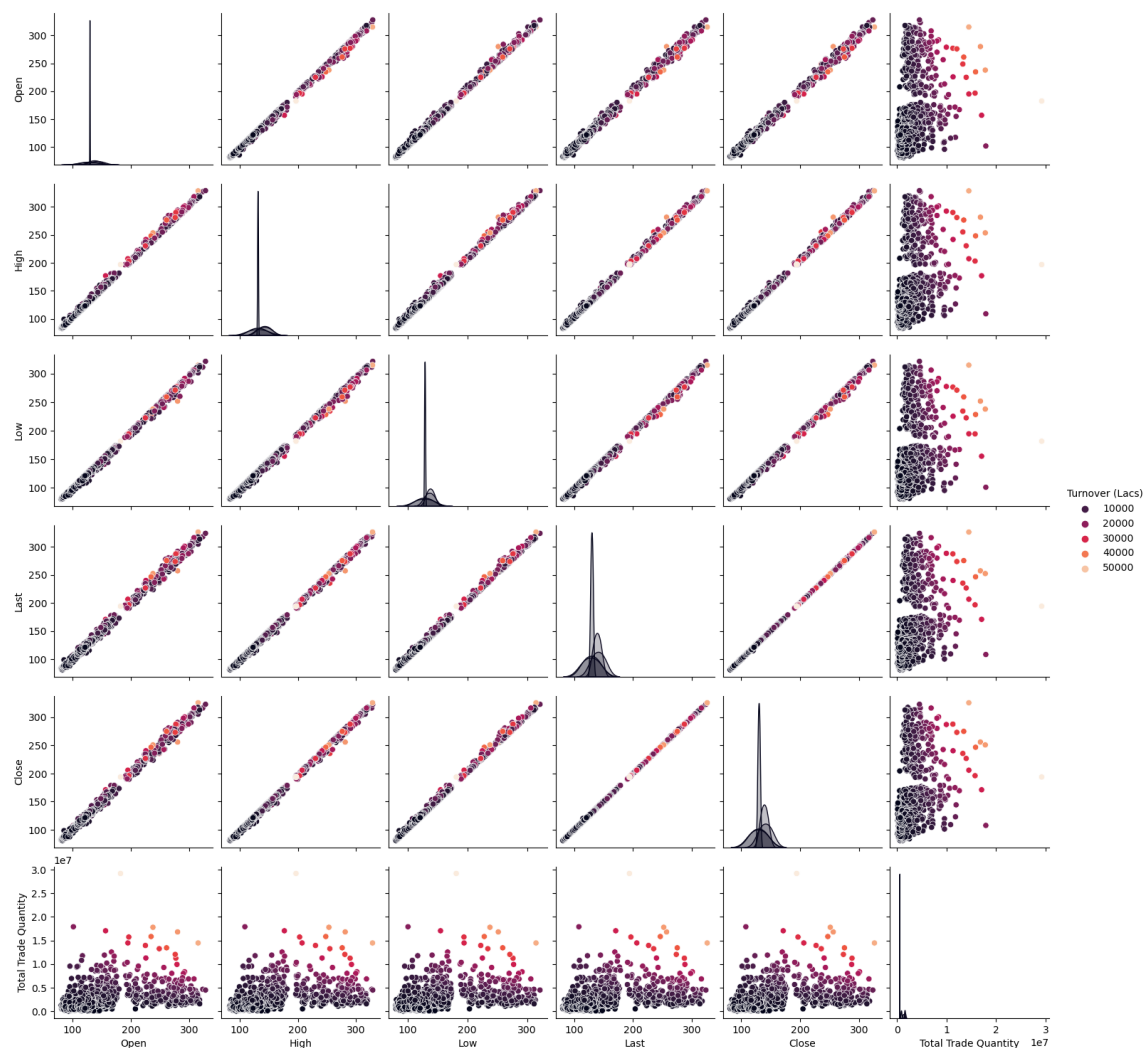 300
250
200
150
100
Open
300
250
200
150
100
High
300
250
200
150
100
Low
Turnover (Lacs)
10000
20000
30000
40000
50000
300
250
200
150
100
Last
300
250
200
150
100
Close
1e7
3.0
2.5
2.0
1.5
1.0
0.5
0.0
Total Trade Quantity
100 200 300
100 200 300
100 200 300
100 200 300
100 200 300
0 1 2 3
Open
High
Low
Last
Close
Total Trade Quantity 1e7